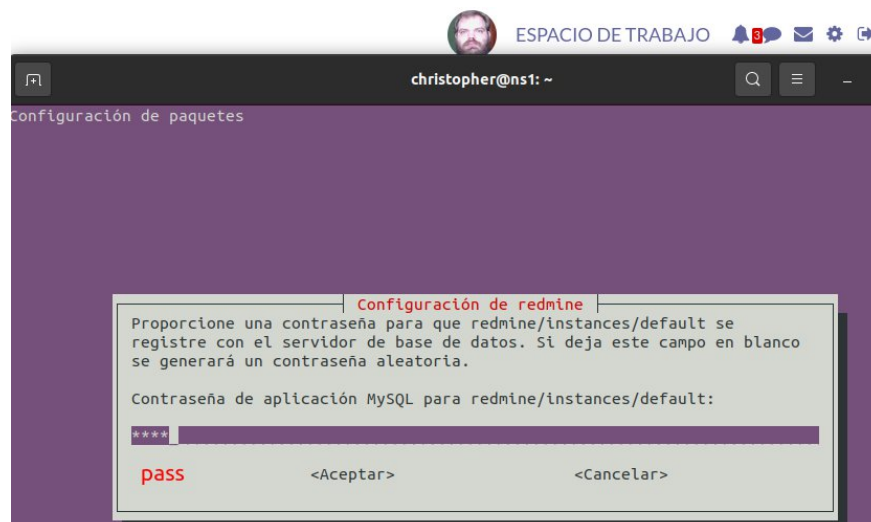 ESPACIO DE TRABAJO 3
christopher@ns1: ~
Configuración de paquetes
Configuración de redmine
Proporcione una contraseña para que redmine/instances/default se
registre con el servidor de base de datos. Si deja este campo en blanco
se generará un contraseña aleatoria.
Contraseña de aplicación MySQL para redmine/instances/default:
****_
pass <Aceptar> <Cancelar>